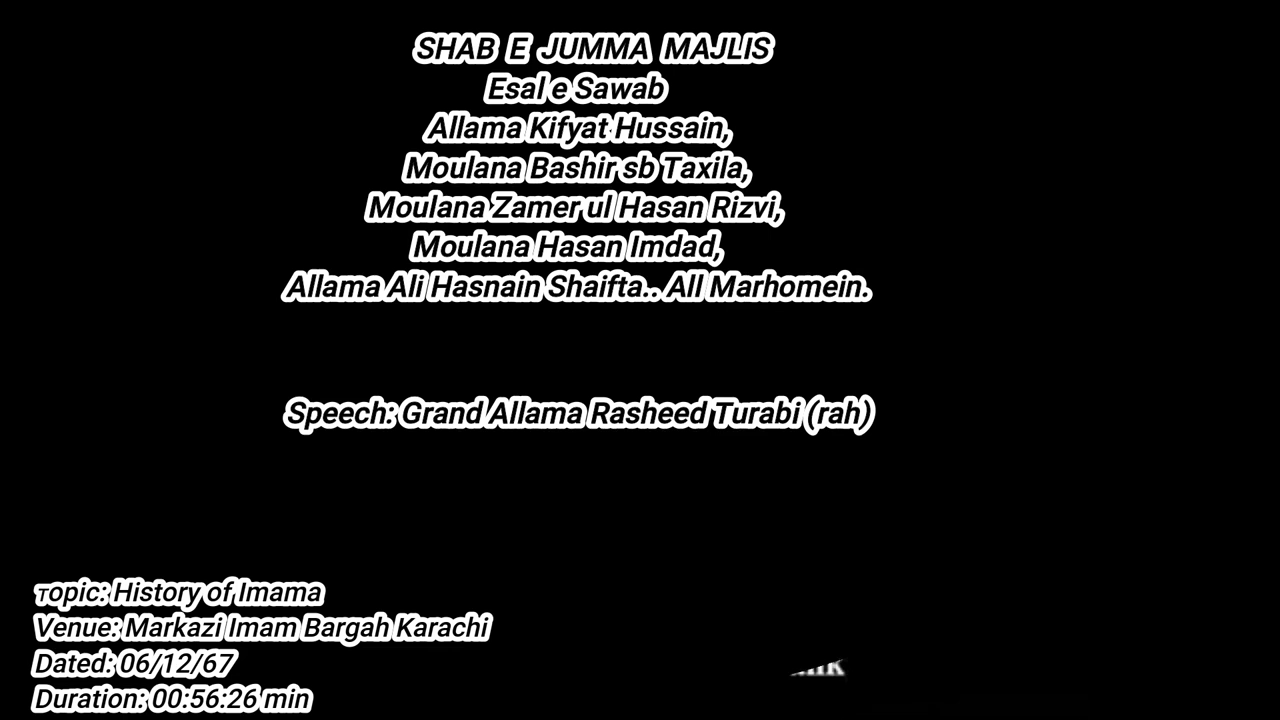 SHAB E JUMMA MAJLIS
Esal e Sawab
Allama Kifyat Hussain,
Moulana Bashir sb Taxila,
Moulana Zamer ul Hasan Rizvi,
Moulana Hasan Imdad,
Allama Ali Hasnain Shaifta.. All Marhomein.
Speech: Grand Allama Rasheed Turabi (rah)
Topic: History of Imama
Venue: Markazi Imam Bargah Karachi
Dated: 06/12/67
Duration: 00:56:26 min